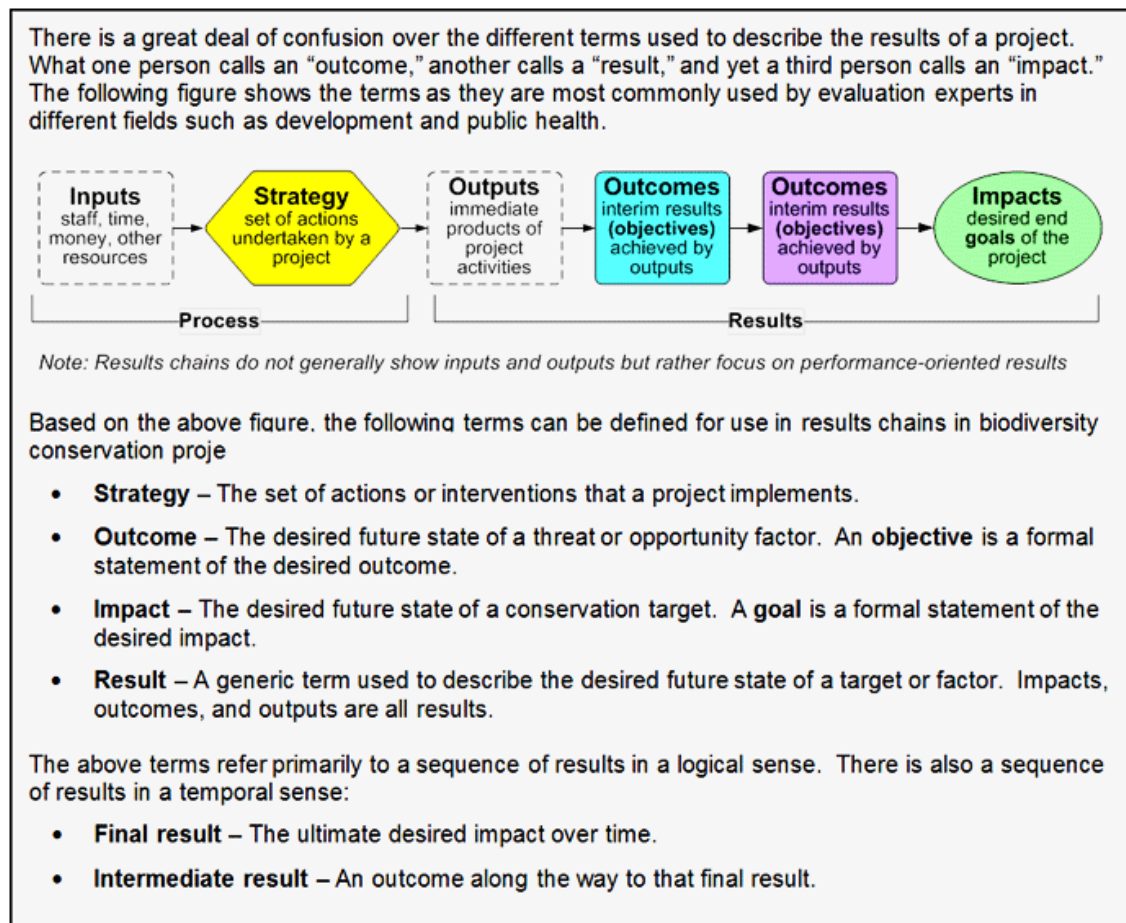 There is a great deal of confusion over the different terms used to describe the results of a project.
What one person calls an “outcome,” another calls a “result,” and yet a third person calls an “impact.”
The following figure shows the terms as they are most commonly used by evaluation experts in
different fields such as development and public health.
Inputs
staff, time,
money, other
resources
Strategy
set of actions
undertaken by a
project
Outputs
immediate
products of
project
activities
Outcomes
interim results
(objectives)
achieved by
outputs
Outcomes
interim results
(objectives)
achieved by
outputs
Impacts
desired end
goals of the
project
Process
Results
Note: Results chains do not generally show inputs and outputs but rather focus on performance-oriented results
Based on the above figure, the following terms can be defined for use in results chains in biodiversity
conservation proje
• Strategy – The set of actions or interventions that a project implements.
• Outcome – The desired future state of a threat or opportunity factor. An objective is a formal
statement of the desired outcome.
• Impact – The desired future state of a conservation target. A goal is a formal statement of the
desired impact.
• Result – A generic term used to describe the desired future state of a target or factor. Impacts,
outcomes, and outputs are all results.
The above terms refer primarily to a sequence of results in a logical sense. There is also a sequence
of results in a temporal sense:
• Final result – The ultimate desired impact over time.
• Intermediate result – An outcome along the way to that final result.